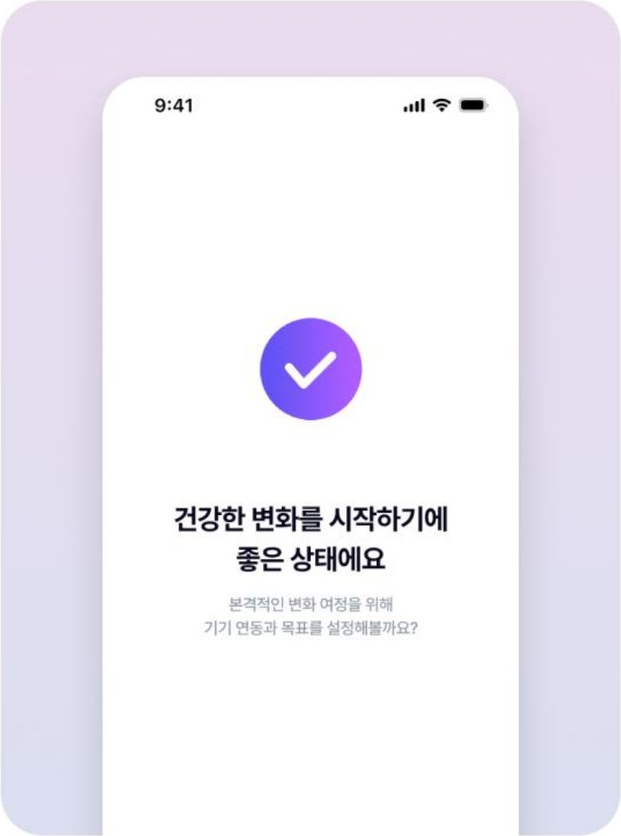 9:41
건강한 변화를 시작하기에
좋은 상태에요
본격적인 변화 여정을 위해
기기 연동과 목표를 설정해볼까요?